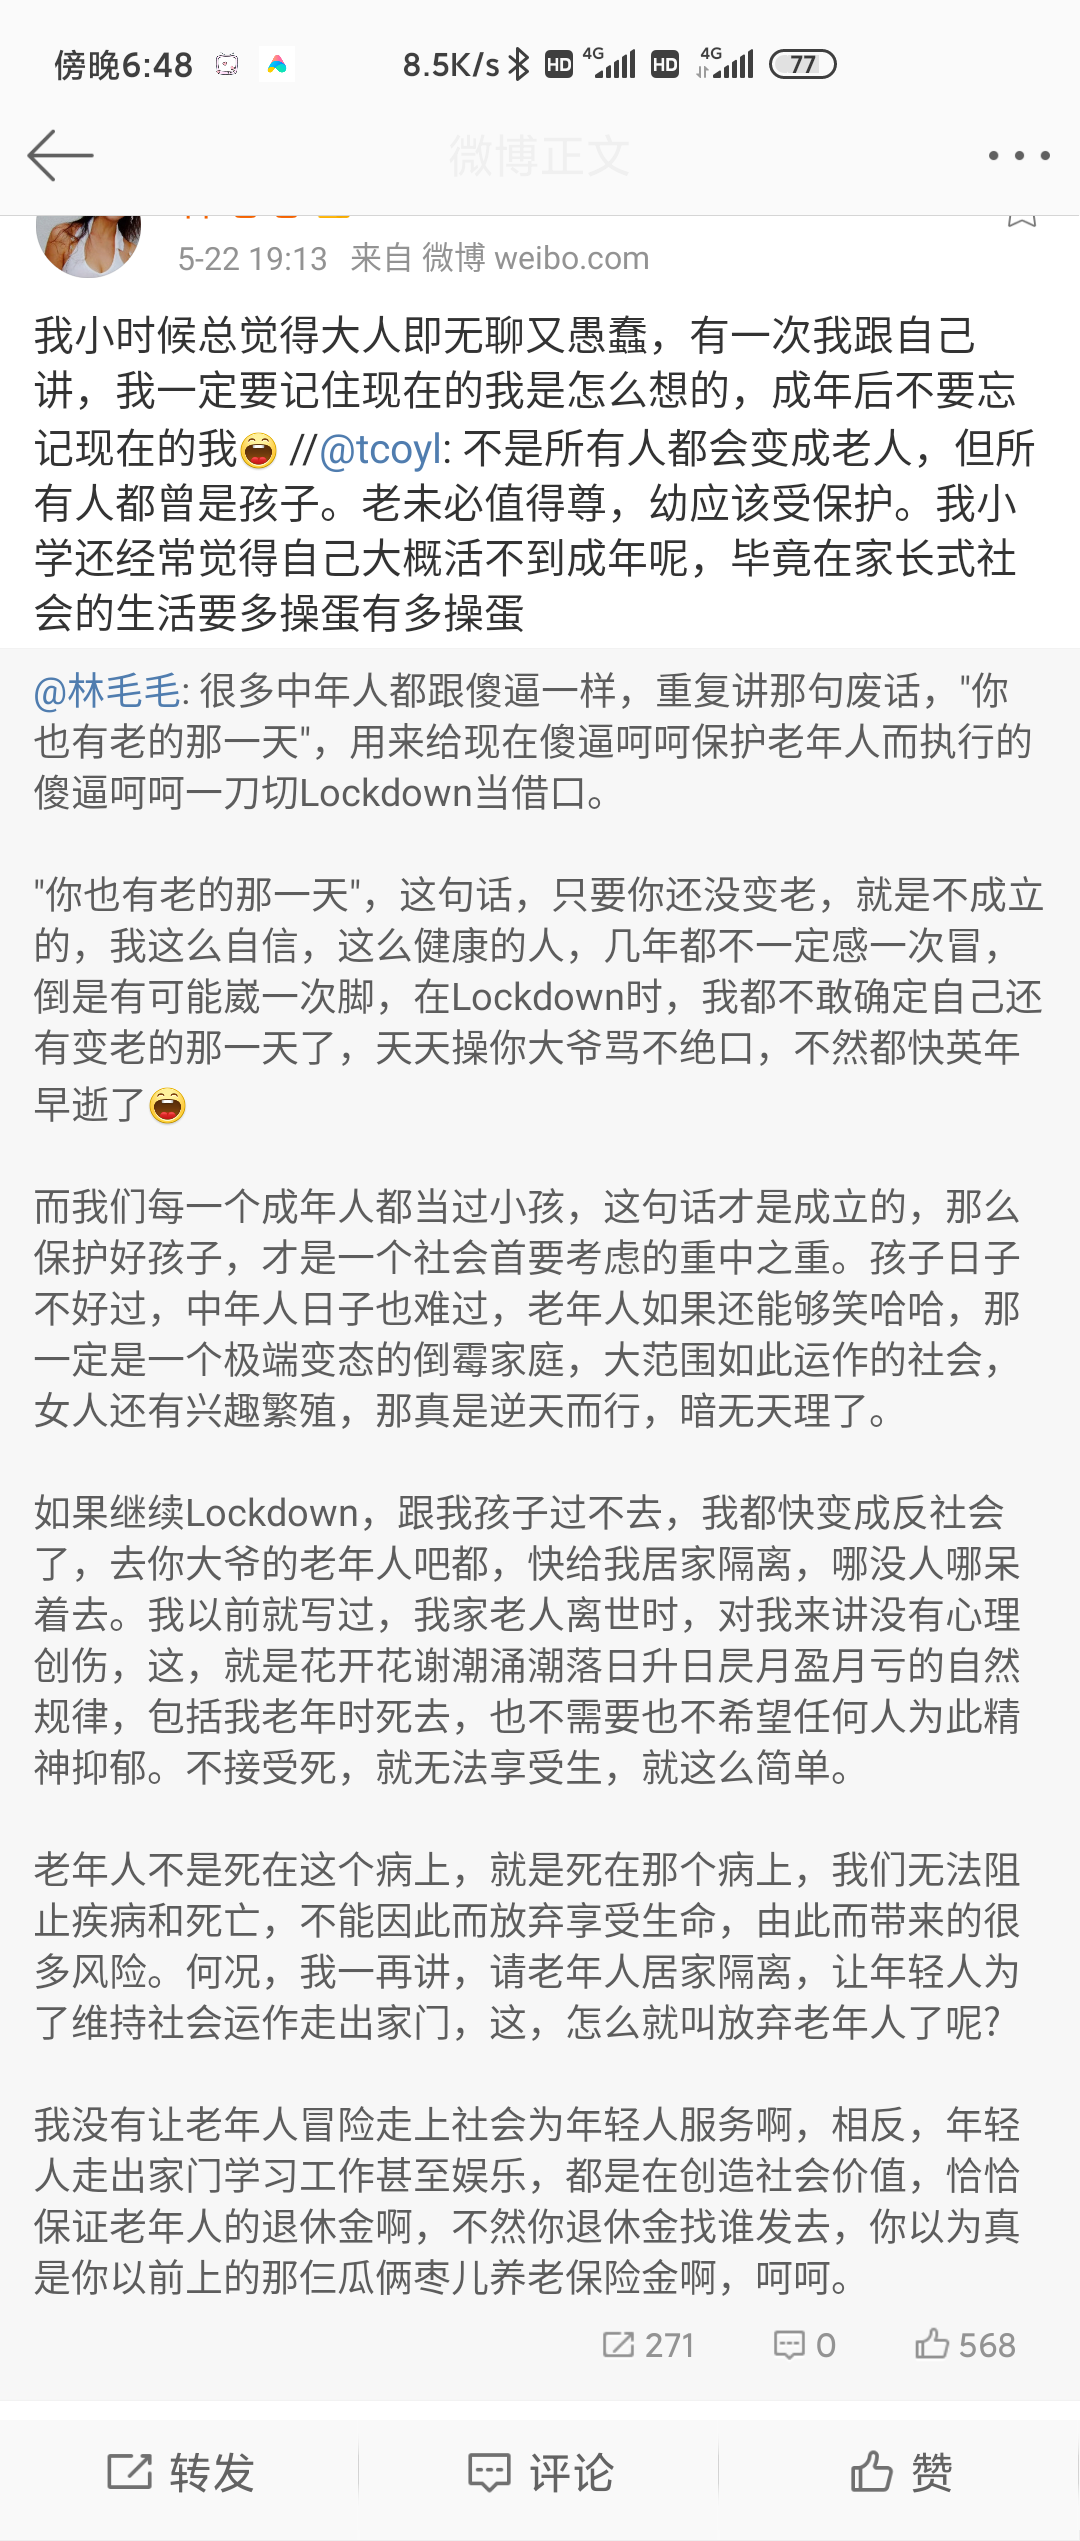 傍晚6:48
8.5K/s
HD
4G
HD
4G
77
微博正文
5-22 19:13 来自 微博 weibo.com
我小时候总觉得大人即无聊又愚蠢，有一次我跟自己
讲，我一定要记住现在的我是怎么想的，成年后不要忘
记现在的我😄 //@tcoyl: 不是所有人都会变成老人，但所
有人都曾是孩子。老未必值得尊，幼应该受保护。我小
学还经常觉得自己大概活不到成年呢，毕竟在家长式社
会的生活要多操蛋有多操蛋
@林毛毛: 很多中年人都跟傻逼一样，重复讲那句废话，"你
也有老的那一天"，用来给现在傻逼呵呵保护老年人而执行的
傻逼呵呵一刀切Lockdown当借口。
"你也有老的那一天"，这句话，只要你还没变老，就是不成立
的，我这么自信，这么健康的人，几年都不一定感一次冒，
倒是有可能崴一次脚，在Lockdown时，我都不敢确定自己还
有变老的那一天了，天天操你大爷骂不绝口，不然都快英年
早逝了😄
而我们每一个成年人都当过小孩，这句话才是成立的，那么
保护好孩子，才是一个社会首要考虑的重中之重。孩子日子
不好过，中年人日子也难过，老年人如果还能够笑哈哈，那
一定是一个极端变态的倒霉家庭，大范围如此运作的社会，
女人还有兴趣繁殖，那真是逆天而行，暗无天理了。
如果继续Lockdown，跟我孩子过不去，我都快变成反社会
了，去你大爷的老年人吧都，快给我居家隔离，哪没人哪呆
着去。我以前就写过，我家老人离世时，对我来讲没有心理
创伤，这，就是花开花谢潮涌潮落日升日昃月盈月亏的自然
规律，包括我老年时死去，也不需要也不希望任何人为此精
神抑郁。不接受死，就无法享受生，就这么简单。
老年人不是死在这个病上，就是死在那个病上，我们无法阻
止疾病和死亡，不能因此而放弃享受生命，由此而带来的很
多风险。何况，我一再讲，请老年人居家隔离，让年轻人为
了维持社会运作走出家门，这，怎么就叫放弃老年人了呢？
我没有让老年人冒险走上社会为年轻人服务啊，相反，年轻
人走出家门学习工作甚至娱乐，都是在创造社会价值，恰恰
保证老年人的退休金啊，不然你退休金找谁发去，你以为真
是你以前上的那仨瓜俩枣儿养老保险金啊，呵呵。
271 0 568
转发 评论 赞